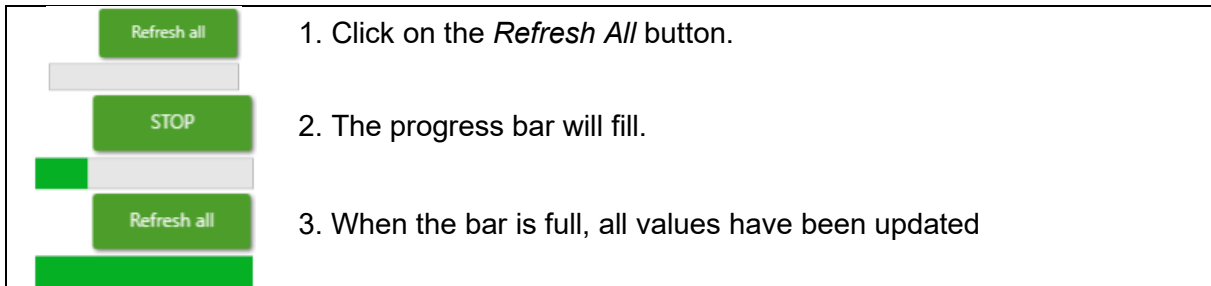 Refresh all
1. Click on the Refresh All button.
STOP
2. The progress bar will fill.
Refresh all
3. When the bar is full, all values have been updated